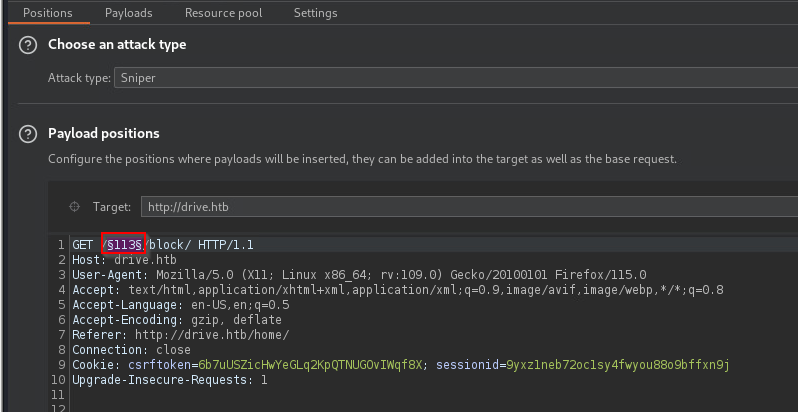 Positions Payloads Resource pool Settings
? Choose an attack type
Attack type: Sniper
? Payload positions
Configure the positions where payloads will be inserted, they can be added into the target as well as the base request.
Target: http://drive.htb
1 GET /§113§/block/ HTTP/1.1
2 Host: drive.htb
3 User-Agent: Mozilla/5.0 (X11; Linux x86_64; rv:109.0) Gecko/20100101 Firefox/115.0
4 Accept: text/html,application/xhtml+xml,application/xml;q=0.9,image/avif,image/webp,*/*;q=0.8
5 Accept-Language: en-US,en;q=0.5
6 Accept-Encoding: gzip, deflate
7 Referer: http://drive.htb/home/
8 Connection: close
9 Cookie: csrftoken=6b7uUSZicHwYeGLq2KpQTNUGOvIWqf8X; sessionid=9yxz1neb72oc1sy4fwyou88o9bffxn9j
10 Upgrade-Insecure-Requests: 1
11
12